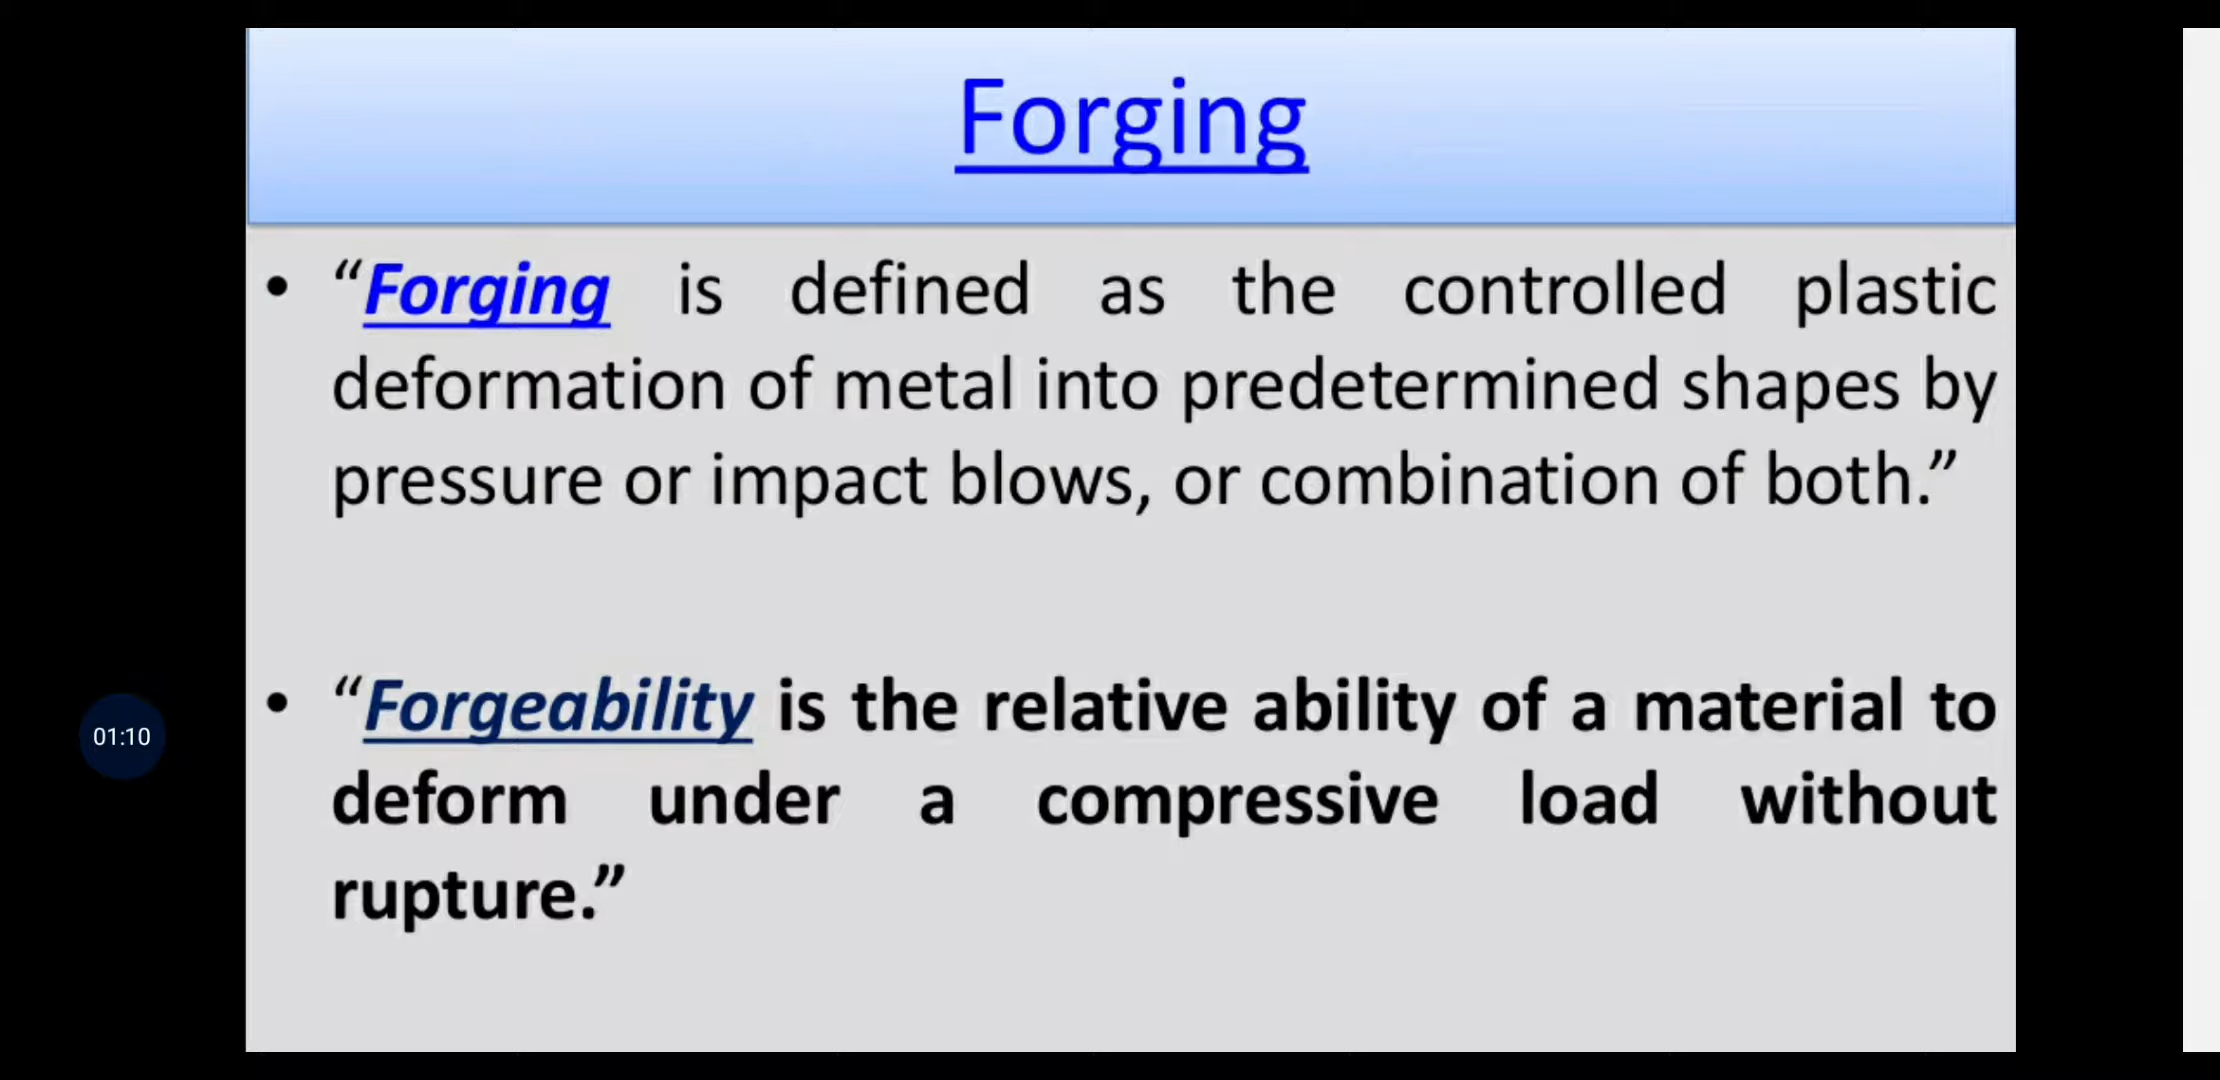 Forging
• “Forging is defined as the controlled plastic
deformation of metal into predetermined shapes by
pressure or impact blows, or combination of both.”
• “Forgeability is the relative ability of a material to
deform under a compressive load without
rupture.”
01:10